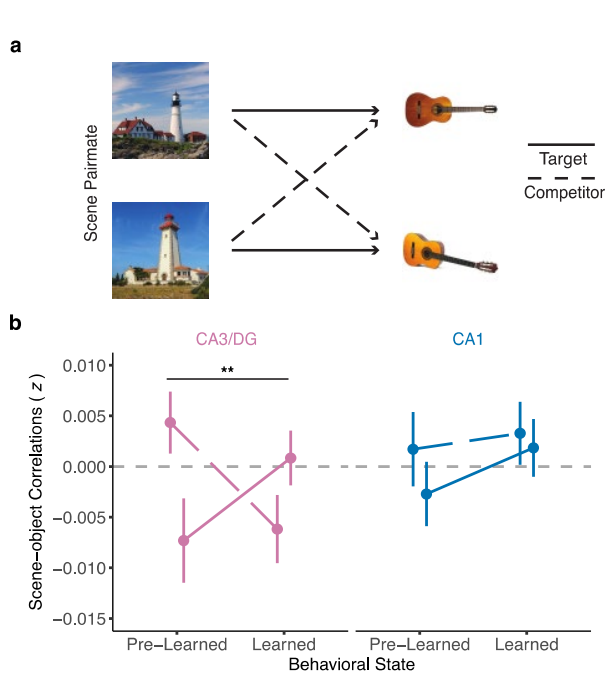 a
Scene Pairmate
Target
Competitor
b
CA3/DG
CA1
Scene−object Correlations ( z )
0.010
0.005
0.000
−0.005
−0.010
−0.015
**
Pre−Learned
Learned
Pre−Learned
Learned
Behavioral State